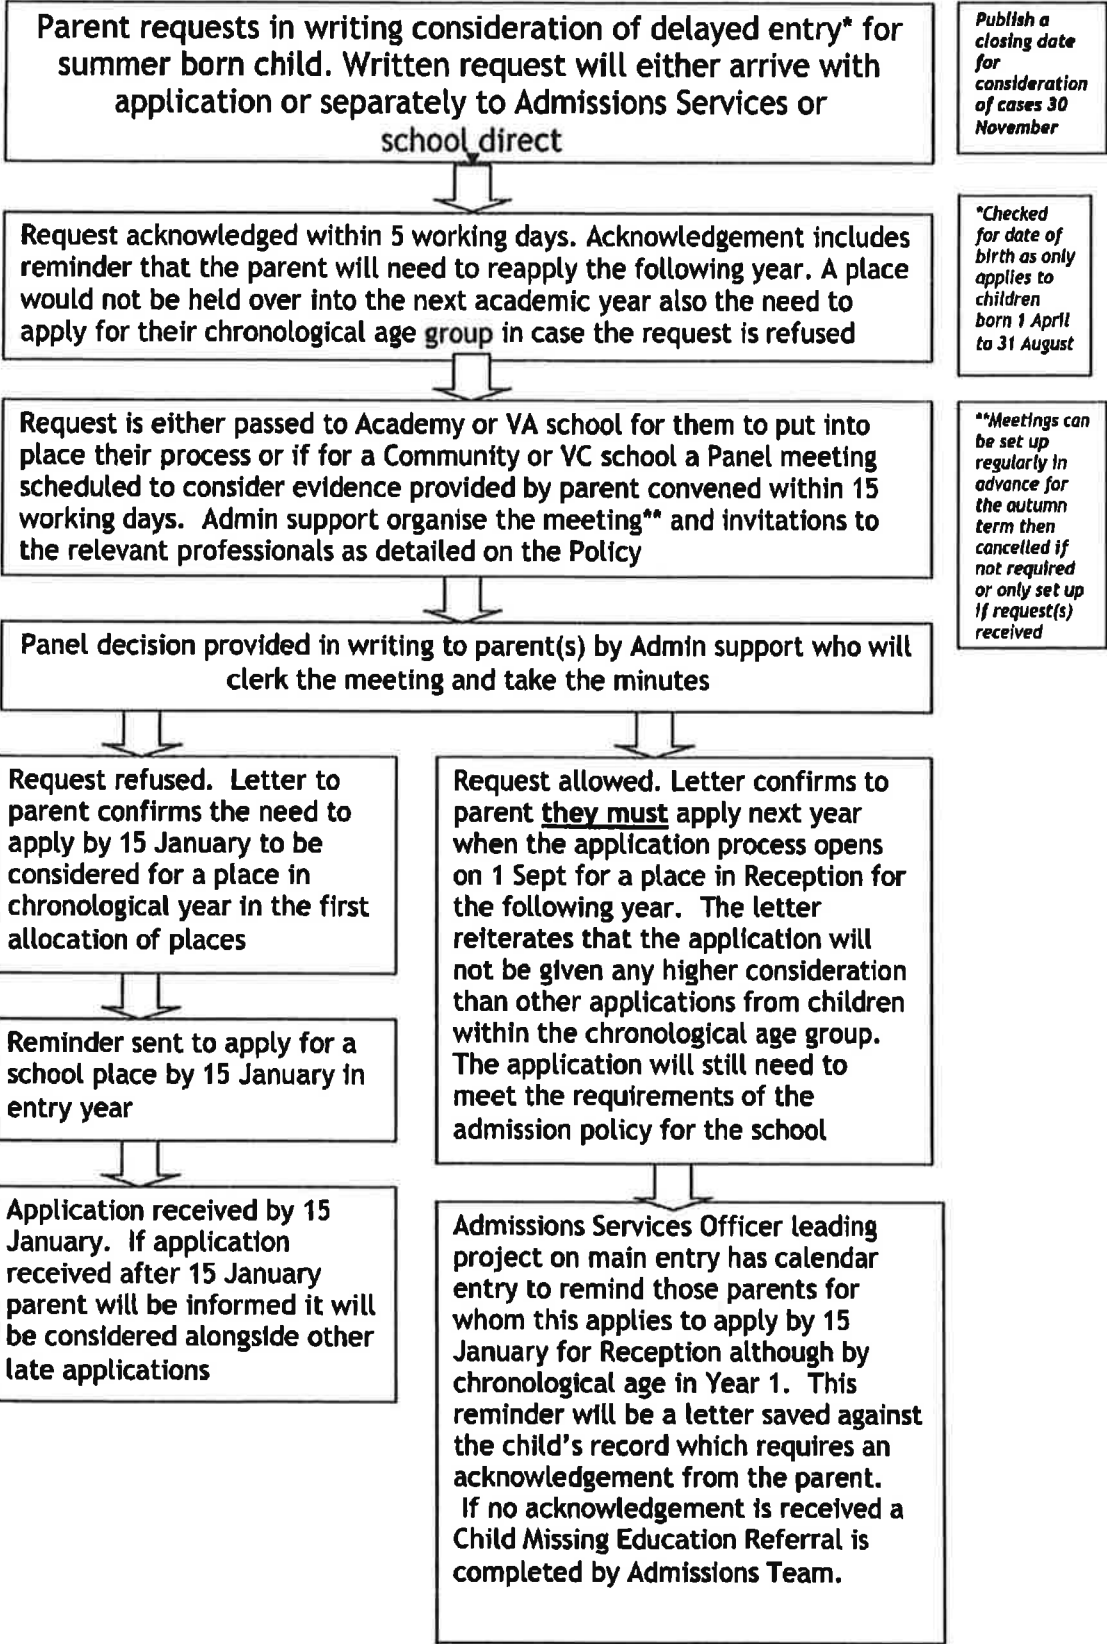 Parent requests in writing consideration of delayed entry* for
summer born child. Written request will either arrive with
application or separately to Admissions Services or
school direct
Publish a
closing date
for
consideration
of cases 30
November
Request acknowledged within 5 working days. Acknowledgement includes
reminder that the parent will need to reapply the following year. A place
would not be held over into the next academic year also the need to
apply for their chronological age group in case the request is refused
*Checked
for date of
birth as only
applies to
children
born 1 April
to 31 August
Request is either passed to Academy or VA school for them to put into
place their process or if for a Community or VC school a Panel meeting
scheduled to consider evidence provided by parent convened within 15
working days. Admin support organise the meeting** and invitations to
the relevant professionals as detailed on the Policy
**Meetings can
be set up
regularly in
advance for
the autumn
term then
cancelled if
not required
or only set up
if request(s)
received
Panel decision provided in writing to parent(s) by Admin support who will
clerk the meeting and take the minutes
Request refused. Letter to
parent confirms the need to
apply by 15 January to be
considered for a place in
chronological year in the first
allocation of places
Reminder sent to apply for a
school place by 15 January in
entry year
Application received by 15
January. If application
received after 15 January
parent will be informed it will
be considered alongside other
late applications
Request allowed. Letter confirms to
parent they must apply next year
when the application process opens
on 1 Sept for a place in Reception for
the following year. The letter
reiterates that the application will
not be given any higher consideration
than other applications from children
within the chronological age group.
The application will still need to
meet the requirements of the
admission policy for the school
Admissions Services Officer leading
project on main entry has calendar
entry to remind those parents for
whom this applies to apply by 15
January for Reception although by
chronological age in Year 1. This
reminder will be a letter saved against
the child's record which requires an
acknowledgement from the parent.
If no acknowledgement is received a
Child Missing Education Referral is
completed by Admissions Team.